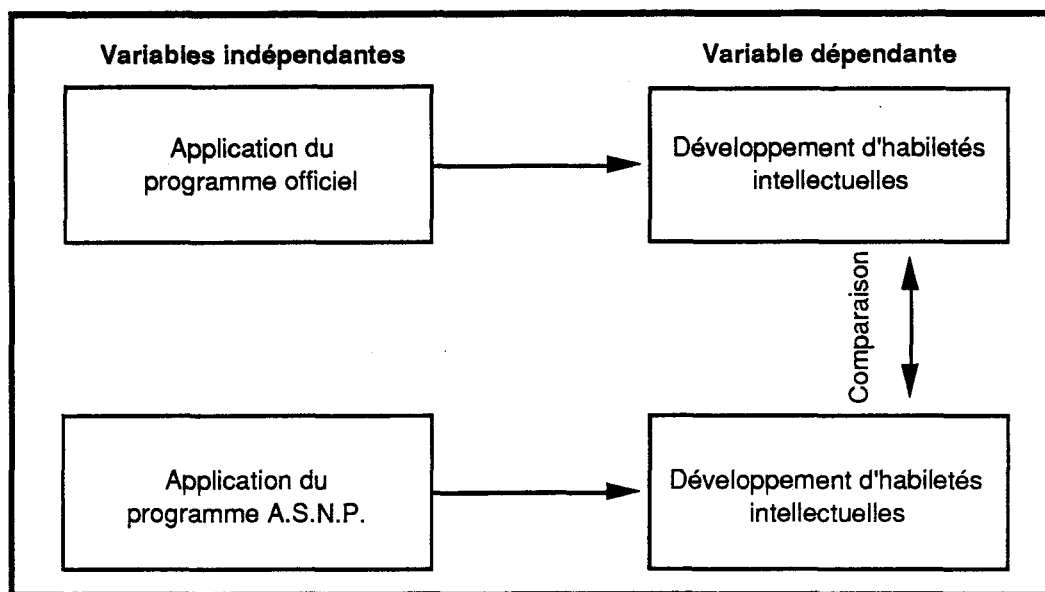 Variables indépendantes
Variable dépendante
Application du
programme officiel
Développement d'habiletés
intellectuelles
Comparaison
Application du
programme A.S.N.P.
Développement d'habiletés
intellectuelles